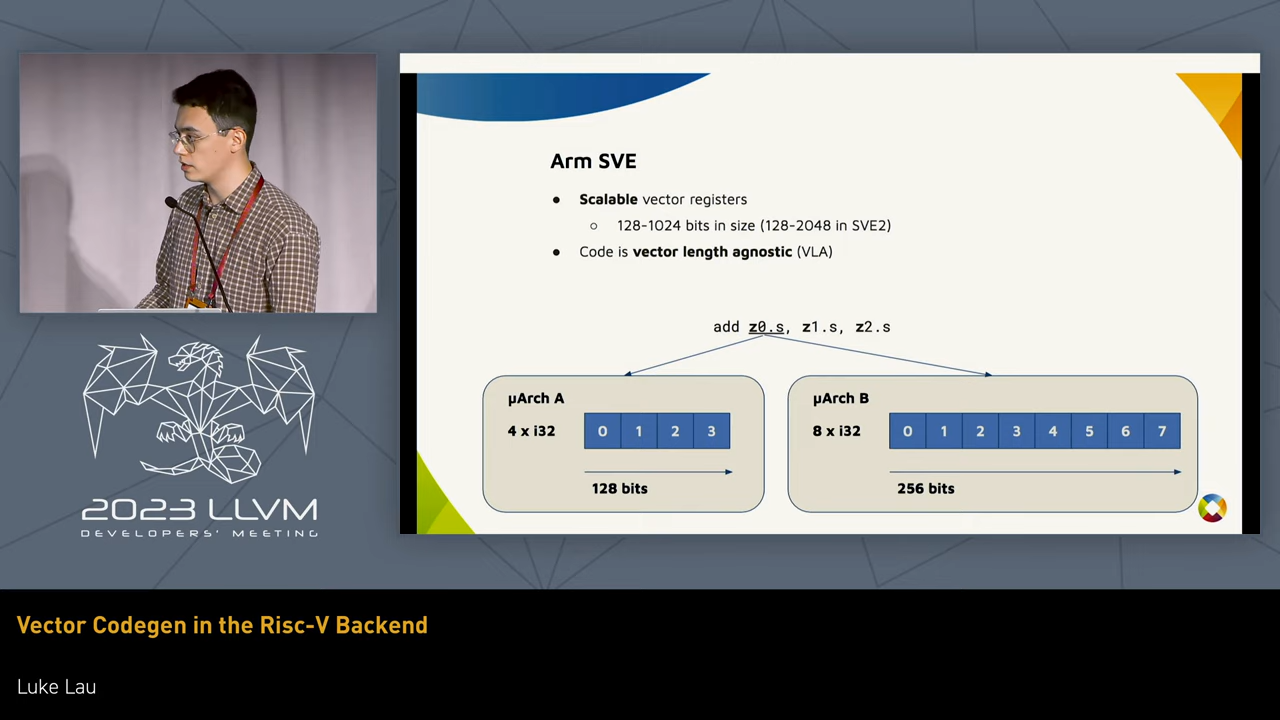 Arm SVE
● Scalable vector registers
○ 128-1024 bits in size (128-2048 in SVE2)
● Code is vector length agnostic (VLA)
add z0.s, z1.s, z2.s
µArch A
4 x i32
0 1 2 3
128 bits
µArch B
8 x i32
0 1 2 3 4 5 6 7
256 bits
2023 LLVM
DEVELOPERS' MEETING
Vector Codegen in the Risc-V Backend
Luke Lau